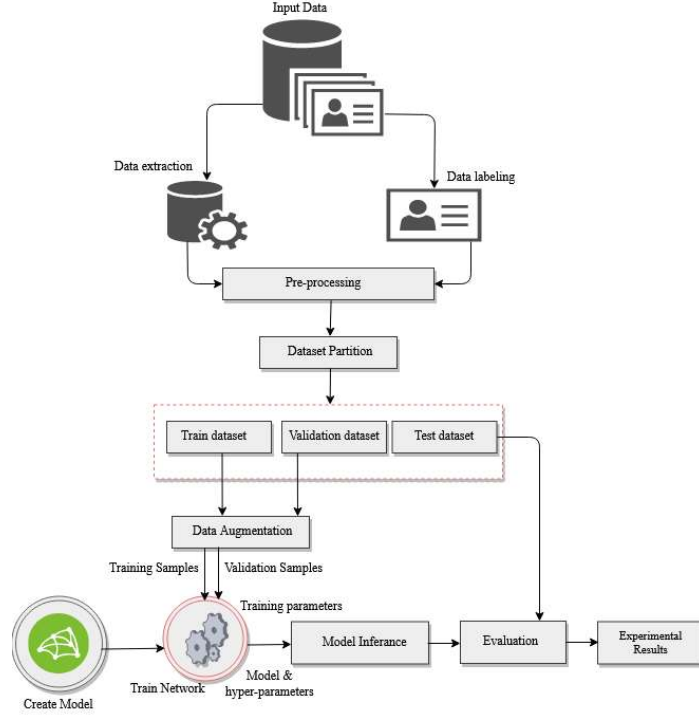 Input Data
Data extraction
Data labeling
Pre-processing
Dataset Partition
Train dataset
Validation dataset
Test dataset
Data Augmentation
Training Samples
Validation Samples
Training parameters
Model Inferance
Evaluation
Experimental
Results
Train Network
Model &
hyper-parameters
Create Model